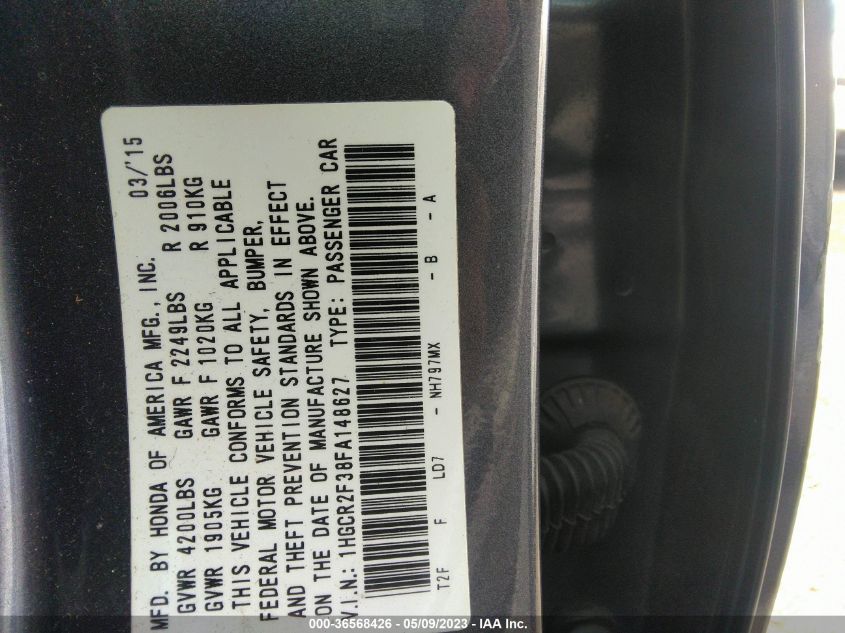 MFD. BY HONDA OF AMERICA MFG., INC. 03/'15
GVWR 4200LBS GAWR F 2249LBS R 2006LBS
GVWR 1905KG GAWR F 1020KG R 910KG
THIS VEHICLE CONFORMS TO ALL APPLICABLE
FEDERAL MOTOR VEHICLE SAFETY, BUMPER,
AND THEFT PREVENTION STANDARDS IN EFFECT
ON THE DATE OF MANUFACTURE SHOWN ABOVE.
V.I.N.: 1HGCR2F38FA148627 TYPE: PASSENGER CAR
T2F F LD7 - NH797MX - B - A
000-36568426 - 05/09/2023 - IAA Inc.